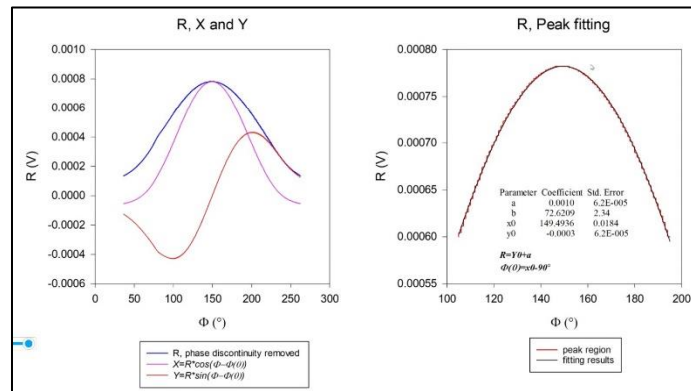 R, X and Y
0.0010
0.0008
0.0006
0.0004
0.0002
0.0000
-0.0002
-0.0004
-0.0006
R (V)
0 50 100 150 200 250 300
Φ (°)
R, phase discontinuity removed
X=R*cos(Φ-Φ(0))
Y=R*sin(Φ-Φ(0))
R, Peak fitting
0.00080
0.00075
0.00070
0.00065
0.00060
0.00055
R (V)
Parameter Coefficient Std. Error
a 0.0010 6.2E-005
b 72.6209 2.34
x0 149.4936 0.0184
y0 -0.0003 6.2E-005
R=Y0+a
Φ(0)=x0-90°
100 120 140 160 180 200
Φ (°)
peak region
fitting results